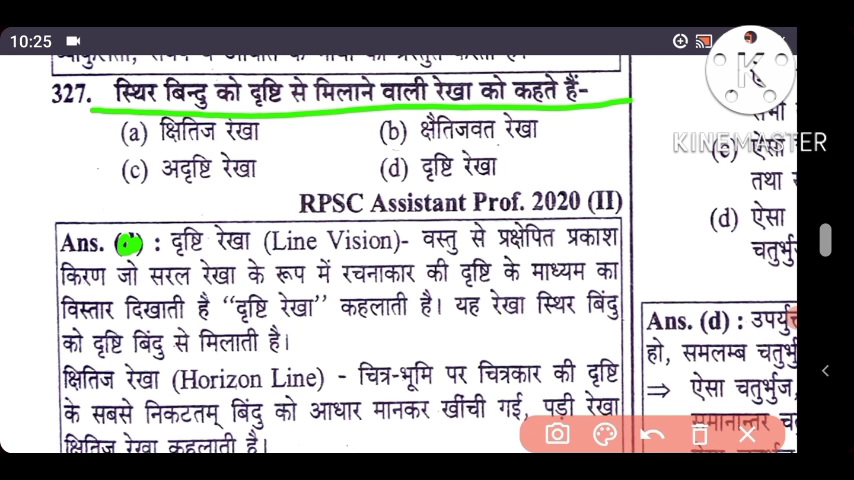 10:25
KINEMASTER
327. स्थिर बिन्दु को दृष्टि से मिलाने वाली रेखा को कहते हैं-
(a) क्षितिज रेखा (b) क्षैतिजवत रेखा
(c) अदृष्टि रेखा (d) दृष्टि रेखा
RPSC Assistant Prof. 2020 (II)
Ans. (d) : दृष्टि रेखा (Line Vision)- वस्तु से प्रक्षेपित प्रकाश
किरण जो सरल रेखा के रूप में रचनाकार की दृष्टि के माध्यम का
विस्तार दिखाती है “दृष्टि रेखा” कहलाती है। यह रेखा स्थिर बिंदु
को दृष्टि बिंदु से मिलाती है।
क्षितिज रेखा (Horizon Line) - चित्र-भूमि पर चित्रकार की दृष्टि
के सबसे निकटतम् बिंदु को आधार मानकर खींची गई, पड़ी रेखा
क्षितिज रेखा कहलाती है।
(c) ऐसा
तथा
(d) ऐसा
Ans. (d) : उपर्युक्त
हो, समलम्ब
⇒ ऐसा चतुर्भुज,